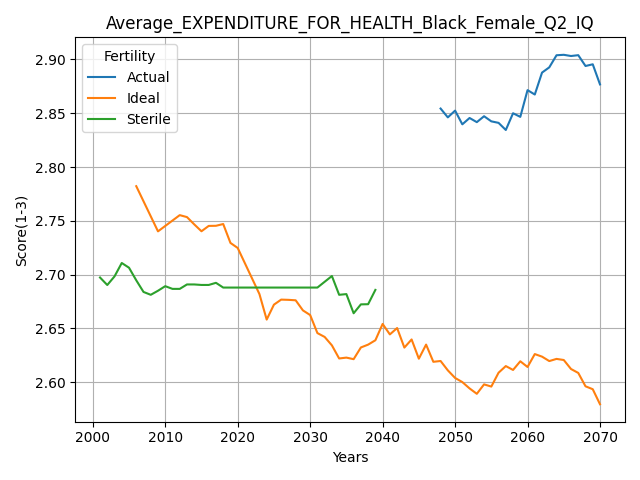 Average_EXPENDITURE_FOR_HEALTH_Black_Female_Q2_IQ
Fertility
Actual
Ideal
Sterile
Score(1-3)
2.90
2.85
2.80
2.75
2.70
2.65
2.60
2000 2010 2020 2030 2040 2050 2060 2070
Years